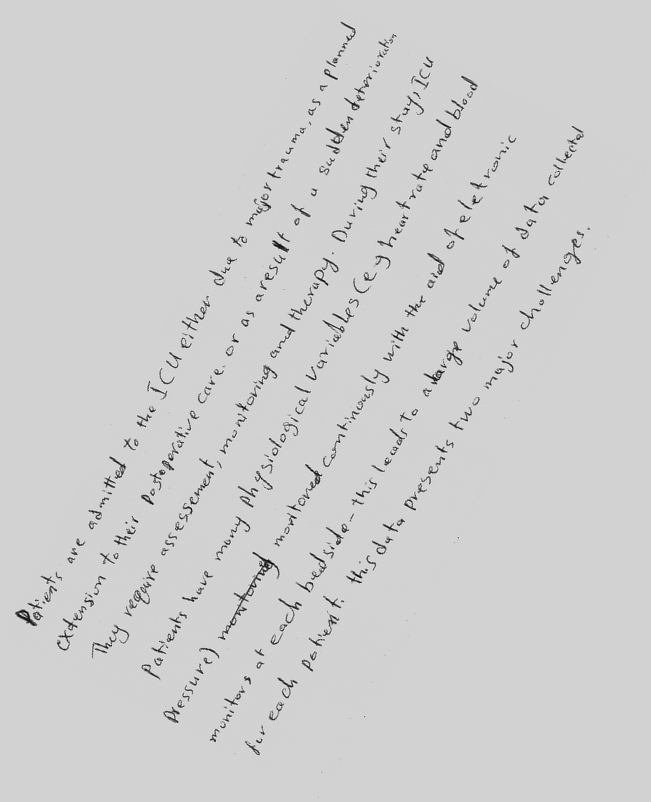 Patients are admitted to the ICU either due to major trauma, as a planned
extension to their postoperative care. or as a result of a sudden deterioration
They require assessement, monitoring and therapy. During their stay, ICU
patients have many physiological variables (e.g heart rate and blood
pressure) monitored continously with the aid of eletronic
monitors at each bedside - this leads to a large volume of data collected
for each patient. this data presents two major challenges.